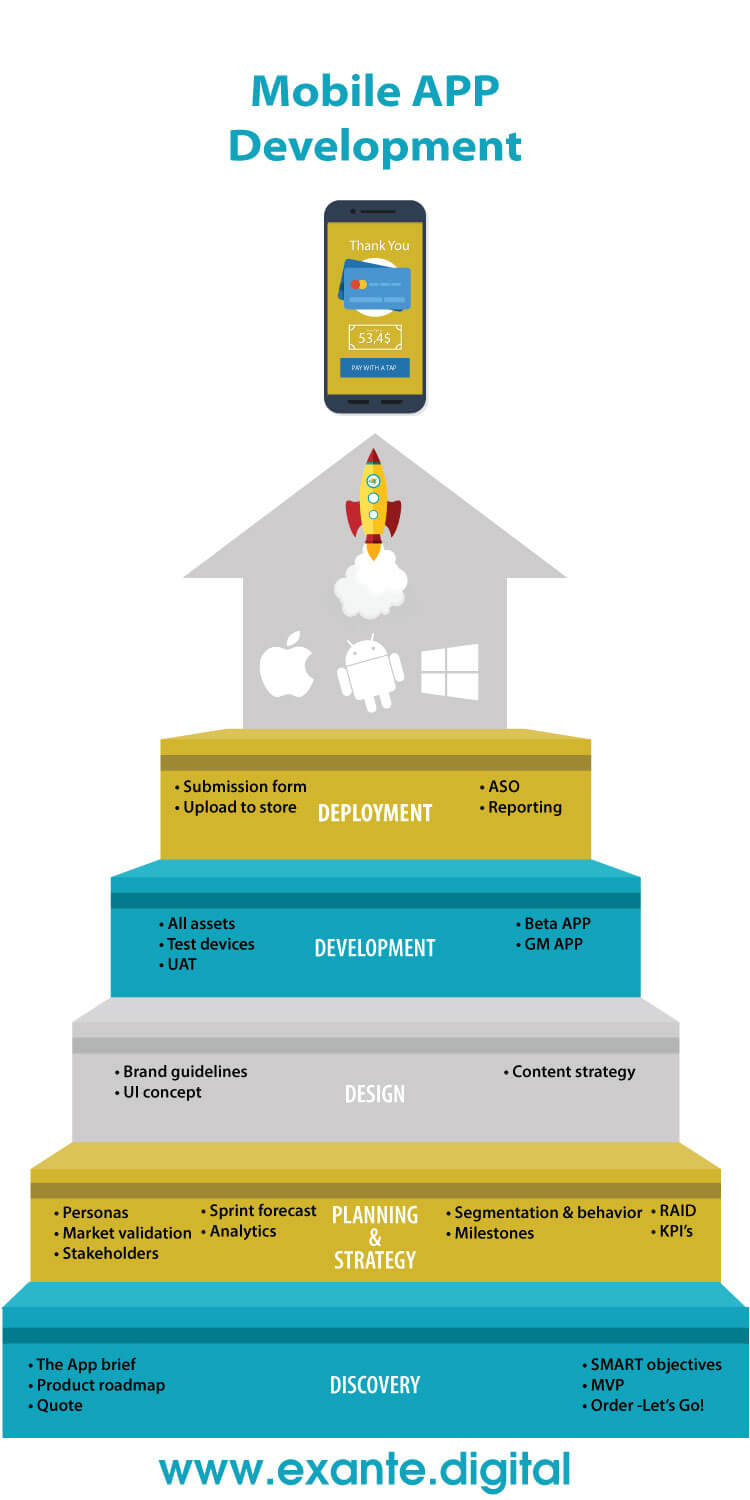 Mobile APP
Development
Thank You
53,4$
PAY WITH A TAP
• Submission form
• Upload to store
DEPLOYMENT
• ASO
• Reporting
• All assets
• Test devices
• UAT
DEVELOPMENT
• Beta APP
• GM APP
• Brand guidelines
• UI concept
DESIGN
• Content strategy
• Personas
• Market validation
• Stakeholders
• Sprint forecast
• Analytics
PLANNING
&
STRATEGY
• Segmentation & behavior
• Milestones
• RAID
• KPI's
• The App brief
• Product roadmap
• Quote
DISCOVERY
• SMART objectives
• MVP
• Order -Let's Go!
www.exante.digital